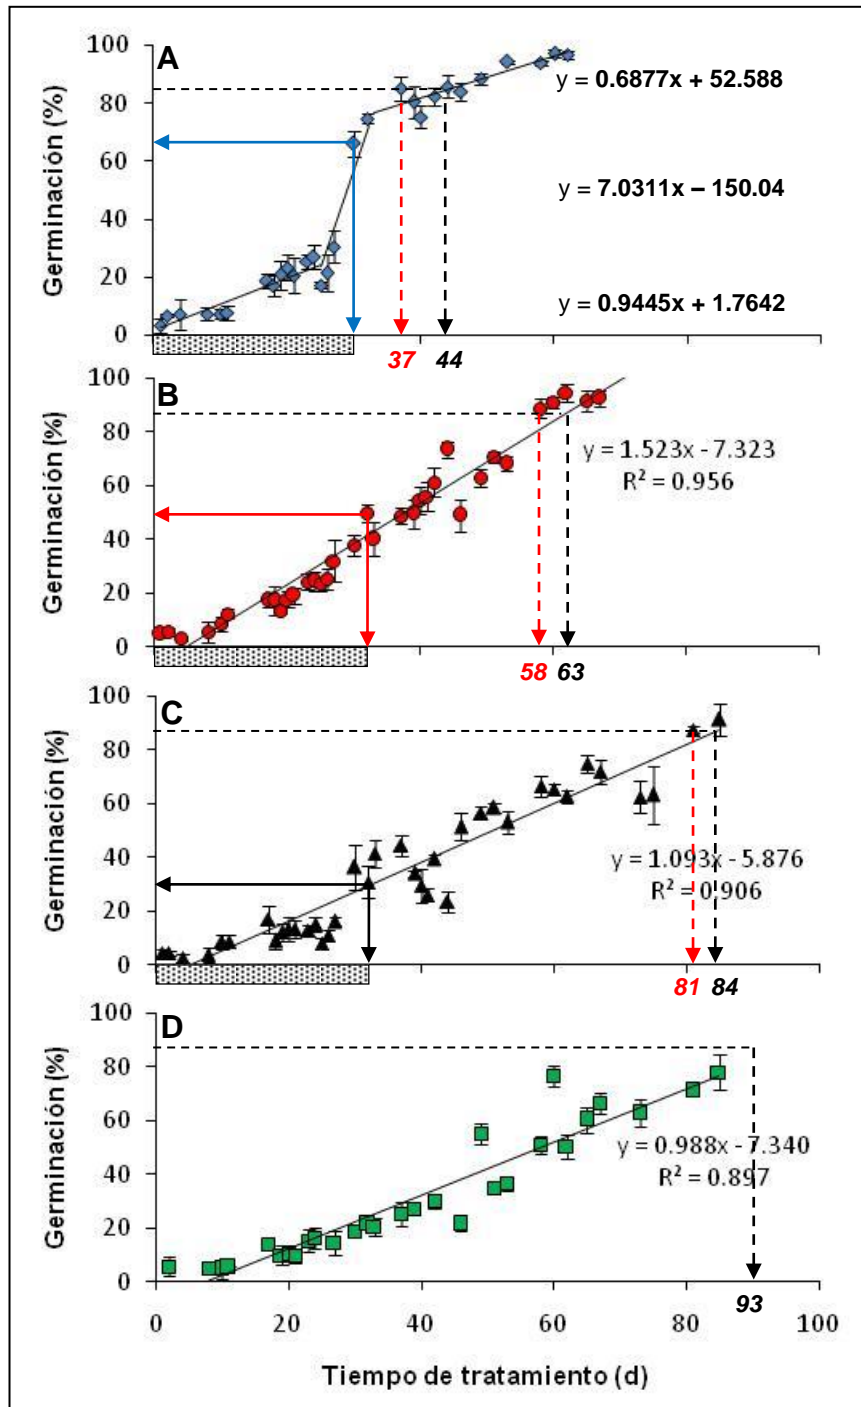 A
Germinación (%)
100
80
60
40
20
0
y = 0.6877x + 52.588
y = 7.0311x – 150.04
y = 0.9445x + 1.7642
40
60
80
100
37
44
B
Germinación (%)
100
80
60
40
20
0
y = 1.523x - 7.323
R² = 0.956
58
63
C
Germinación (%)
100
80
60
40
20
0
y = 1.093x - 5.876
R² = 0.906
81
84
D
Germinación (%)
80
60
40
20
0
y = 0.988x - 7.340
R² = 0.897
93
0
20
40
60
80
100
Tiempo de tratamiento (d)